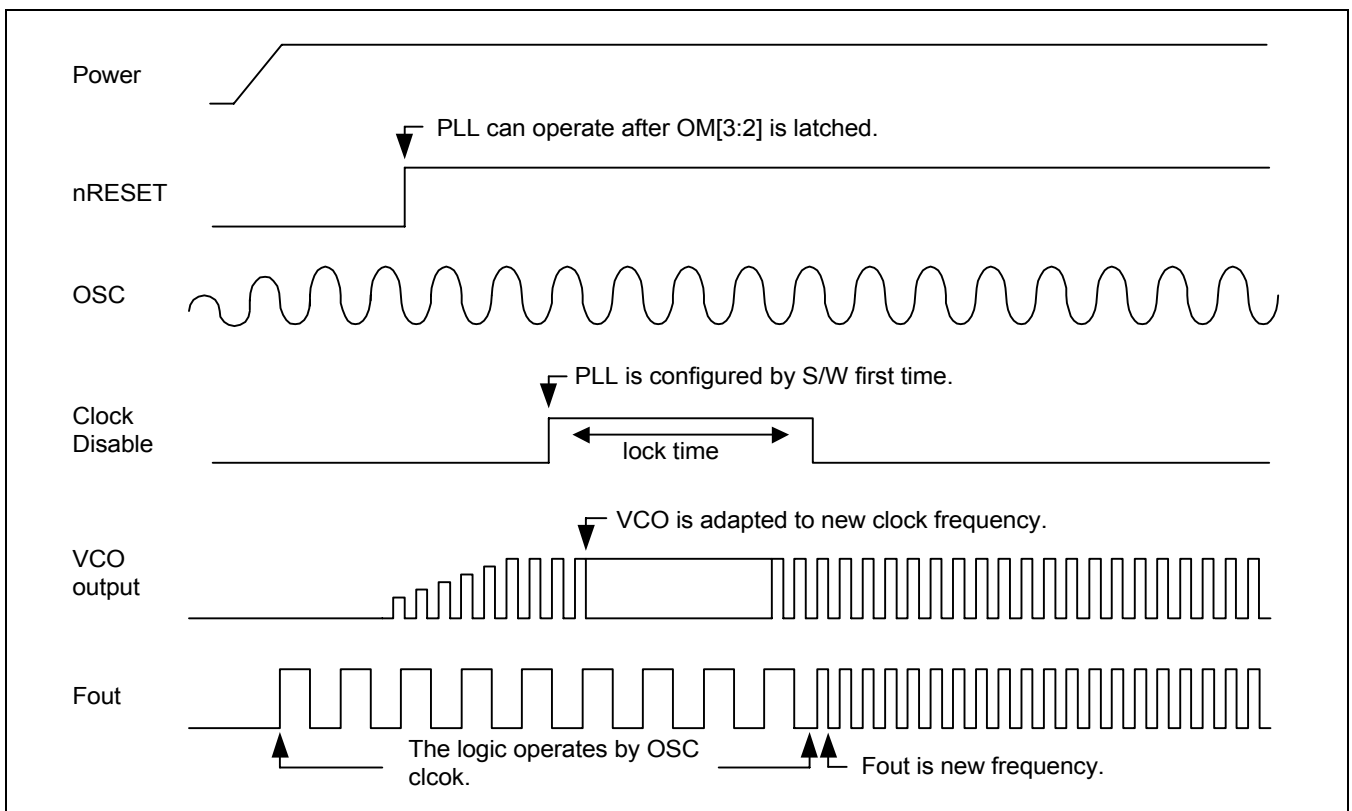 Power
PLL can operate after OM[3:2] is latched.
nRESET
OSC
PLL is configured by S/W first time.
Clock
Disable
lock time
VCO is adapted to new clock frequency.
VCO
output
Fout
The logic operates by OSC
clcok.
Fout is new frequency.